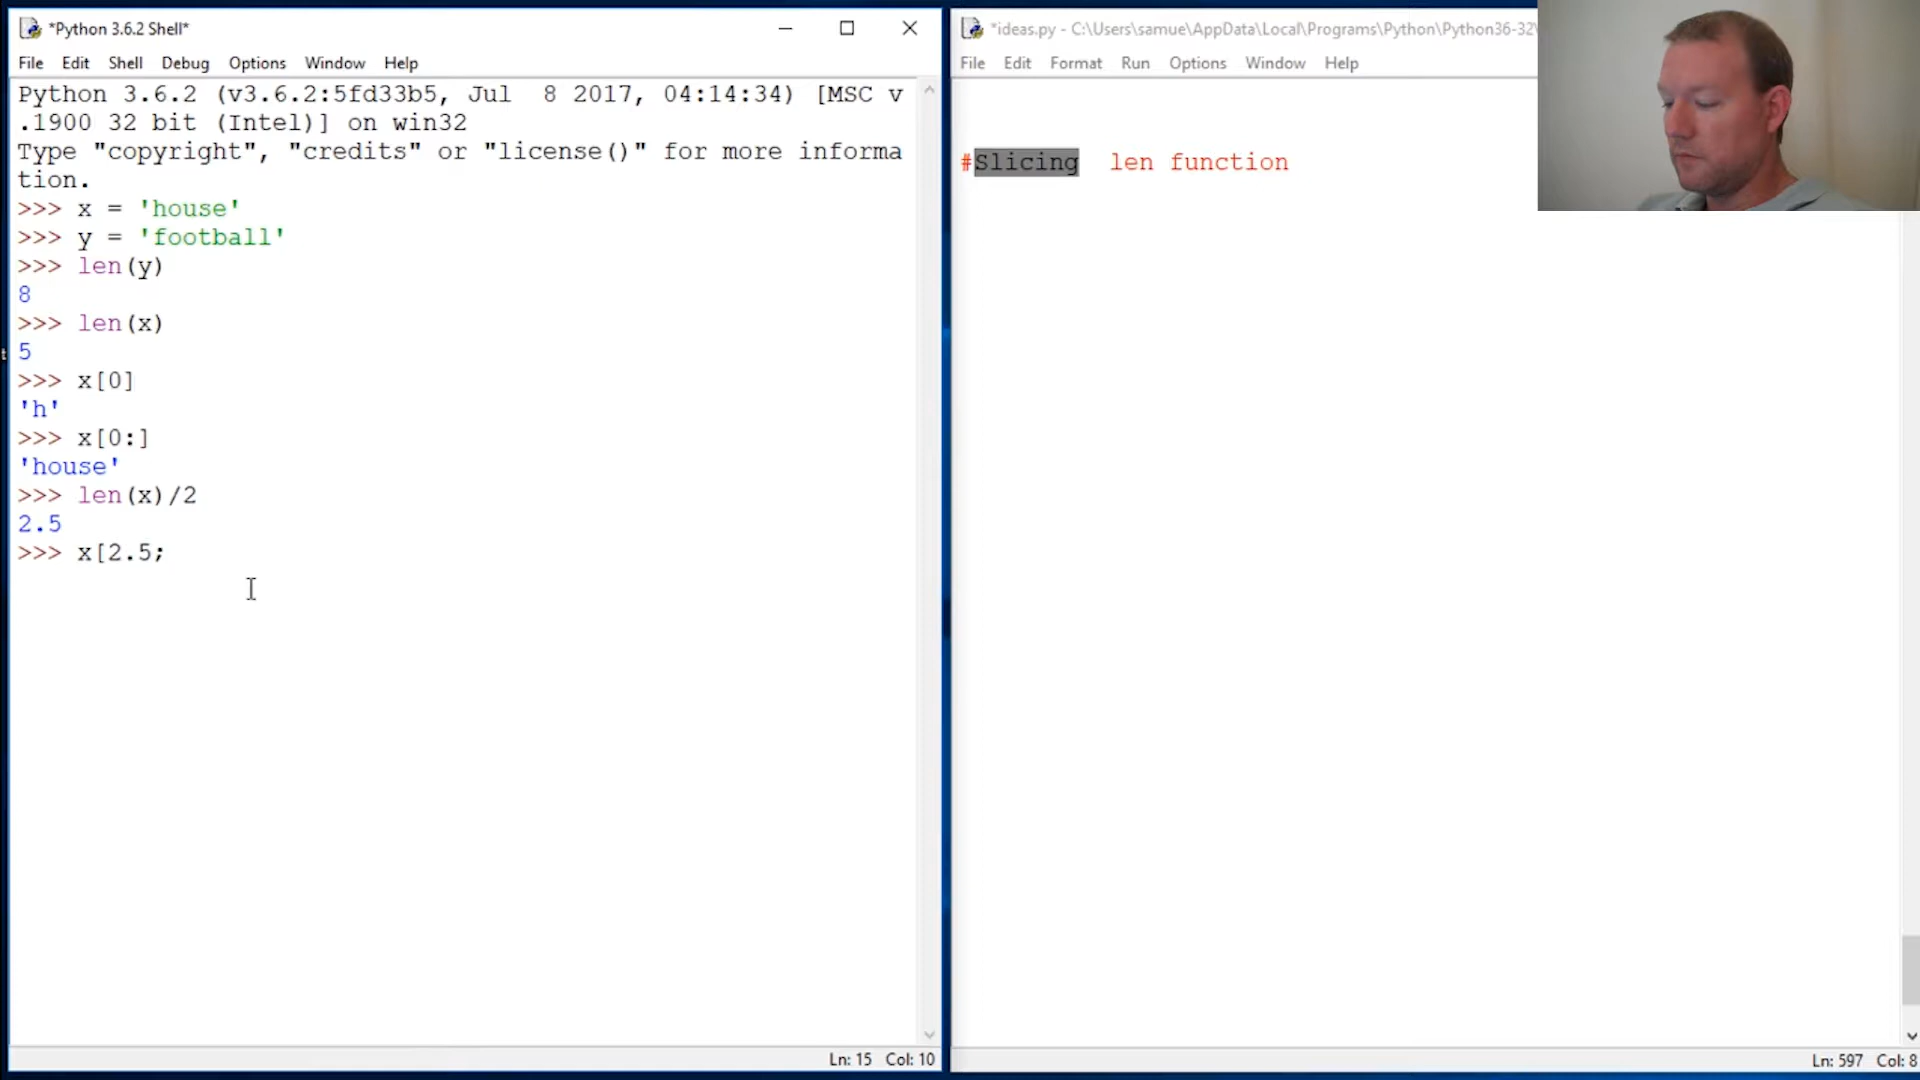 *Python 3.6.2 Shell*
File Edit Shell Debug Options Window Help
Python 3.6.2 (v3.6.2:5fd33b5, Jul  8 2017, 04:14:34) [MSC v
.1900 32 bit (Intel)] on win32
Type "copyright", "credits" or "license()" for more informa
tion.
>>> x = 'house'
>>> y = 'football'
>>> len(y)
8
>>> len(x)
5
>>> x[0]
'h'
>>> x[0:]
'house'
>>> len(x)/2
2.5
>>> x[2.5;
Ln: 15 Col: 10
*ideas.py - C:\Users\samue\AppData\Local\Programs\Python\Python36-32\
File Edit Format Run Options Window Help
#Slicing  len function
Ln: 597 Col: 8
t